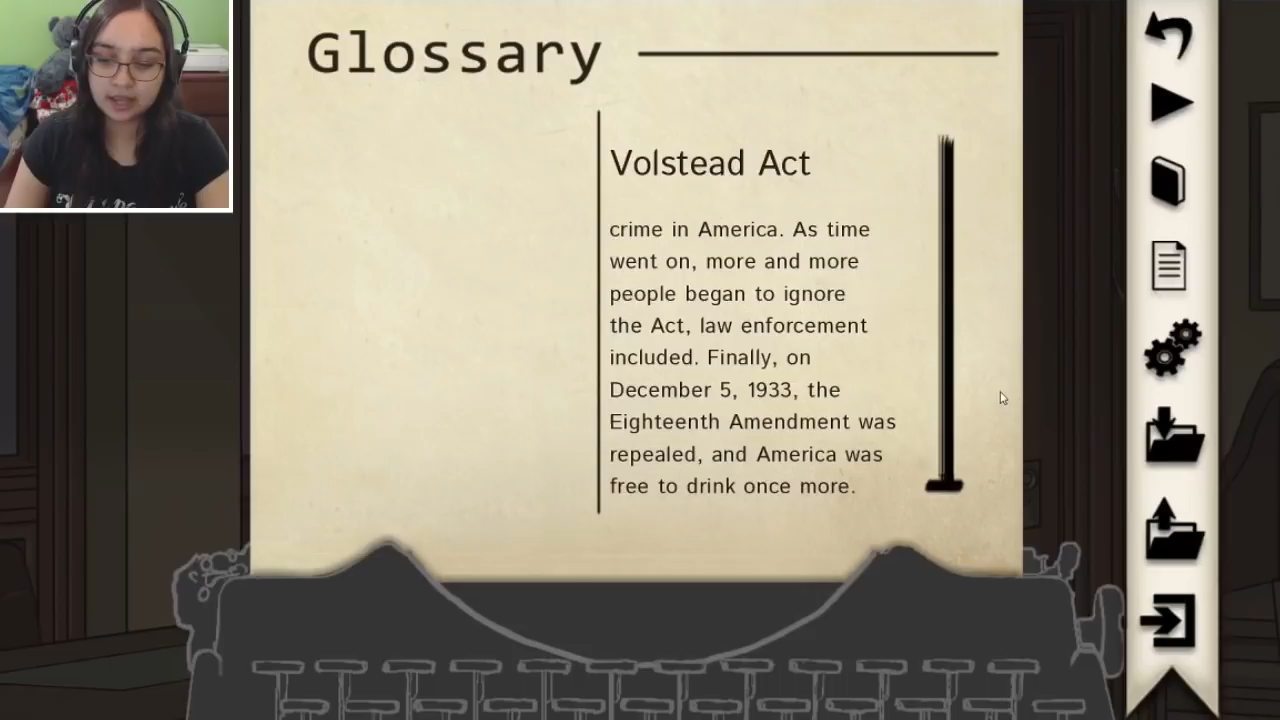 Glossary
Volstead Act
crime in America. As time
went on, more and more
people began to ignore
the Act, law enforcement
included. Finally, on
December 5, 1933, the
Eighteenth Amendment was
repealed, and America was
free to drink once more.